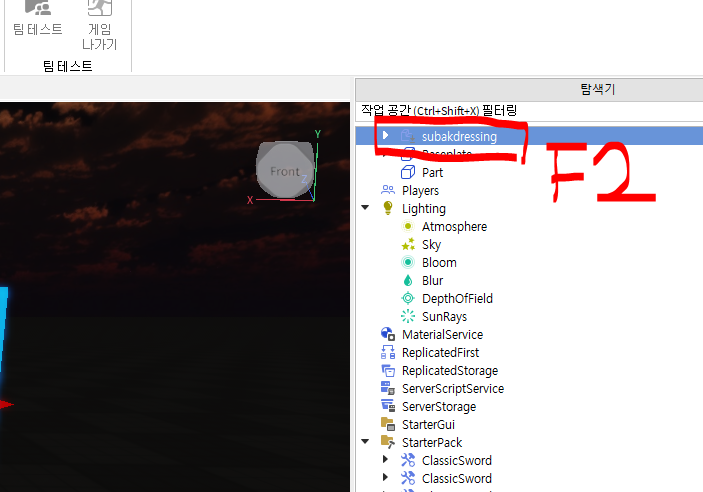 팀 테스트
게임
나가기
팀 테스트
탐색기
작업 공간 (Ctrl+Shift+X) 필터링
subakdressing
F2
Baseplate
Part
Players
Lighting
Atmosphere
Sky
Bloom
Blur
DepthOfField
SunRays
MaterialService
ReplicatedFirst
ReplicatedStorage
ServerScriptService
ServerStorage
StarterGui
StarterPack
ClassicSword
ClassicSword
ClassicSword
Y
Front
Z
X